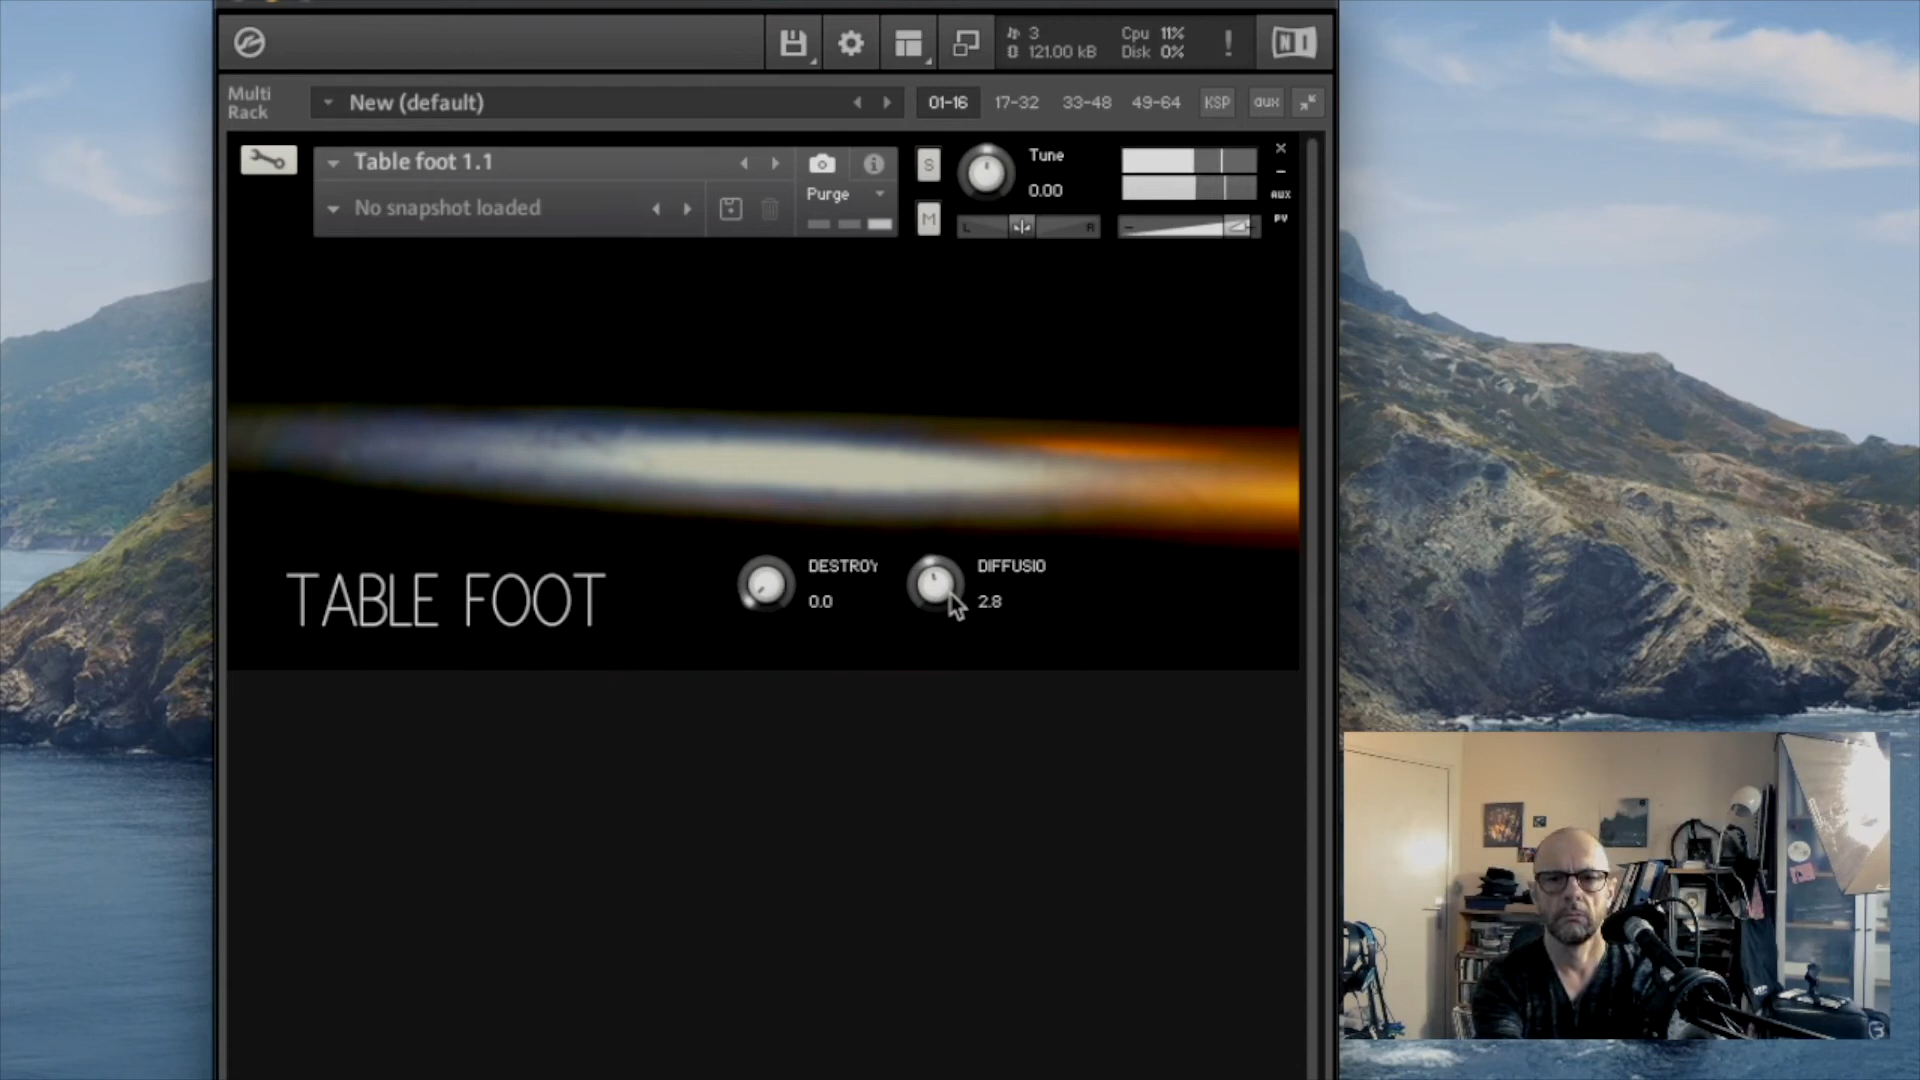 3
121.00 kB
Cpu 11%
Disk 0%
!
NI
Multi
Rack
New (default)
01-16 17-32 33-48 49-64 KSP aux
Table foot 1.1
Purge
No snapshot loaded
S
M
Tune
0.00
L R
AUX
PV
TABLE FOOT
DESTROY
0.0
DIFFUSIO
2.8